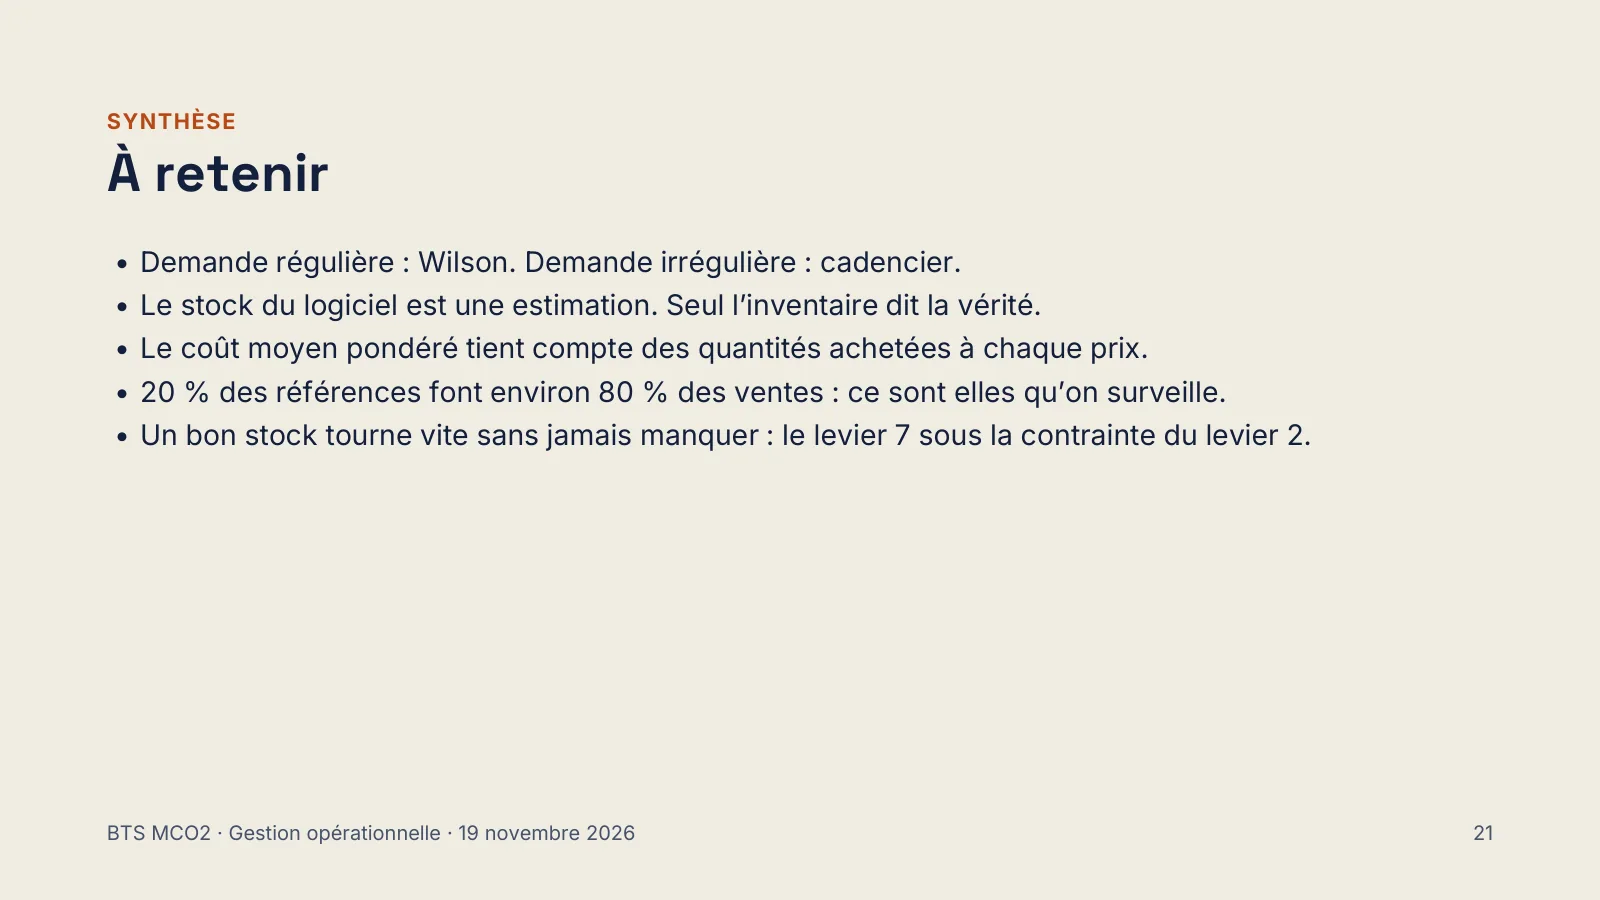 SYNTHÈSE
À retenir
• Demande régulière : Wilson. Demande irrégulière : cadencier.
• Le stock du logiciel est une estimation. Seul l’inventaire dit la vérité.
• Le coût moyen pondéré tient compte des quantités achetées à chaque prix.
• 20 % des références font environ 80 % des ventes : ce sont elles qu’on surveille.
• Un bon stock tourne vite sans jamais manquer : le levier 7 sous la contrainte du levier 2.
BTS MCO2 · Gestion opérationnelle · 19 novembre 2026
21